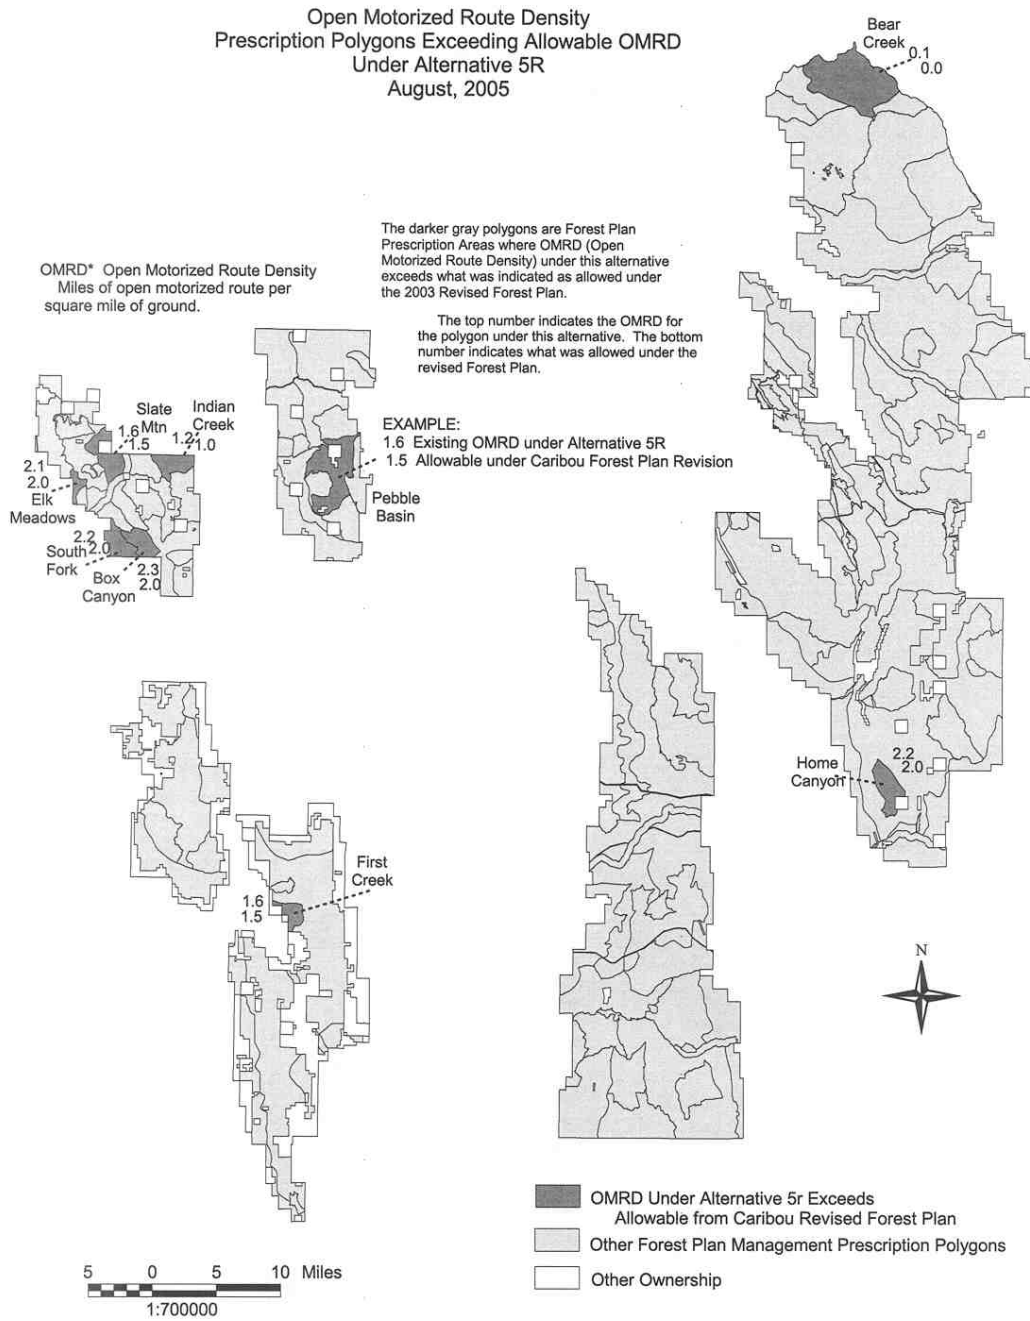 Open Motorized Route Density
Prescription Polygons Exceeding Allowable OMRD
Under Alternative 5R
August, 2005
Bear
Creek
0.1
0.0
The darker gray polygons are Forest Plan
Prescription Areas where OMRD (Open
Motorized Route Density) under this alternative
exceeds what was indicated as allowed under
the 2003 Revised Forest Plan.
OMRD* Open Motorized Route Density
Miles of open motorized route per
square mile of ground.
The top number indicates the OMRD for
the polygon under this alternative. The bottom
number indicates what was allowed under the
revised Forest Plan.
EXAMPLE:
1.6 Existing OMRD under Alternative 5R
1.5 Allowable under Caribou Forest Plan Revision
Pebble
Basin
Slate
Mtn
1.6
1.5
Indian
Creek
1.2
1.0
2.1
2.0
Elk
Meadows
2.2
2.0
South
Fork
Box
Canyon
2.3
2.0
Home
Canyon
2.2
2.0
First
Creek
1.6
1.5
N
OMRD Under Alternative 5r Exceeds
Allowable from Caribou Revised Forest Plan
Other Forest Plan Management Prescription Polygons
Other Ownership
5 0 5 10 Miles
1:700000